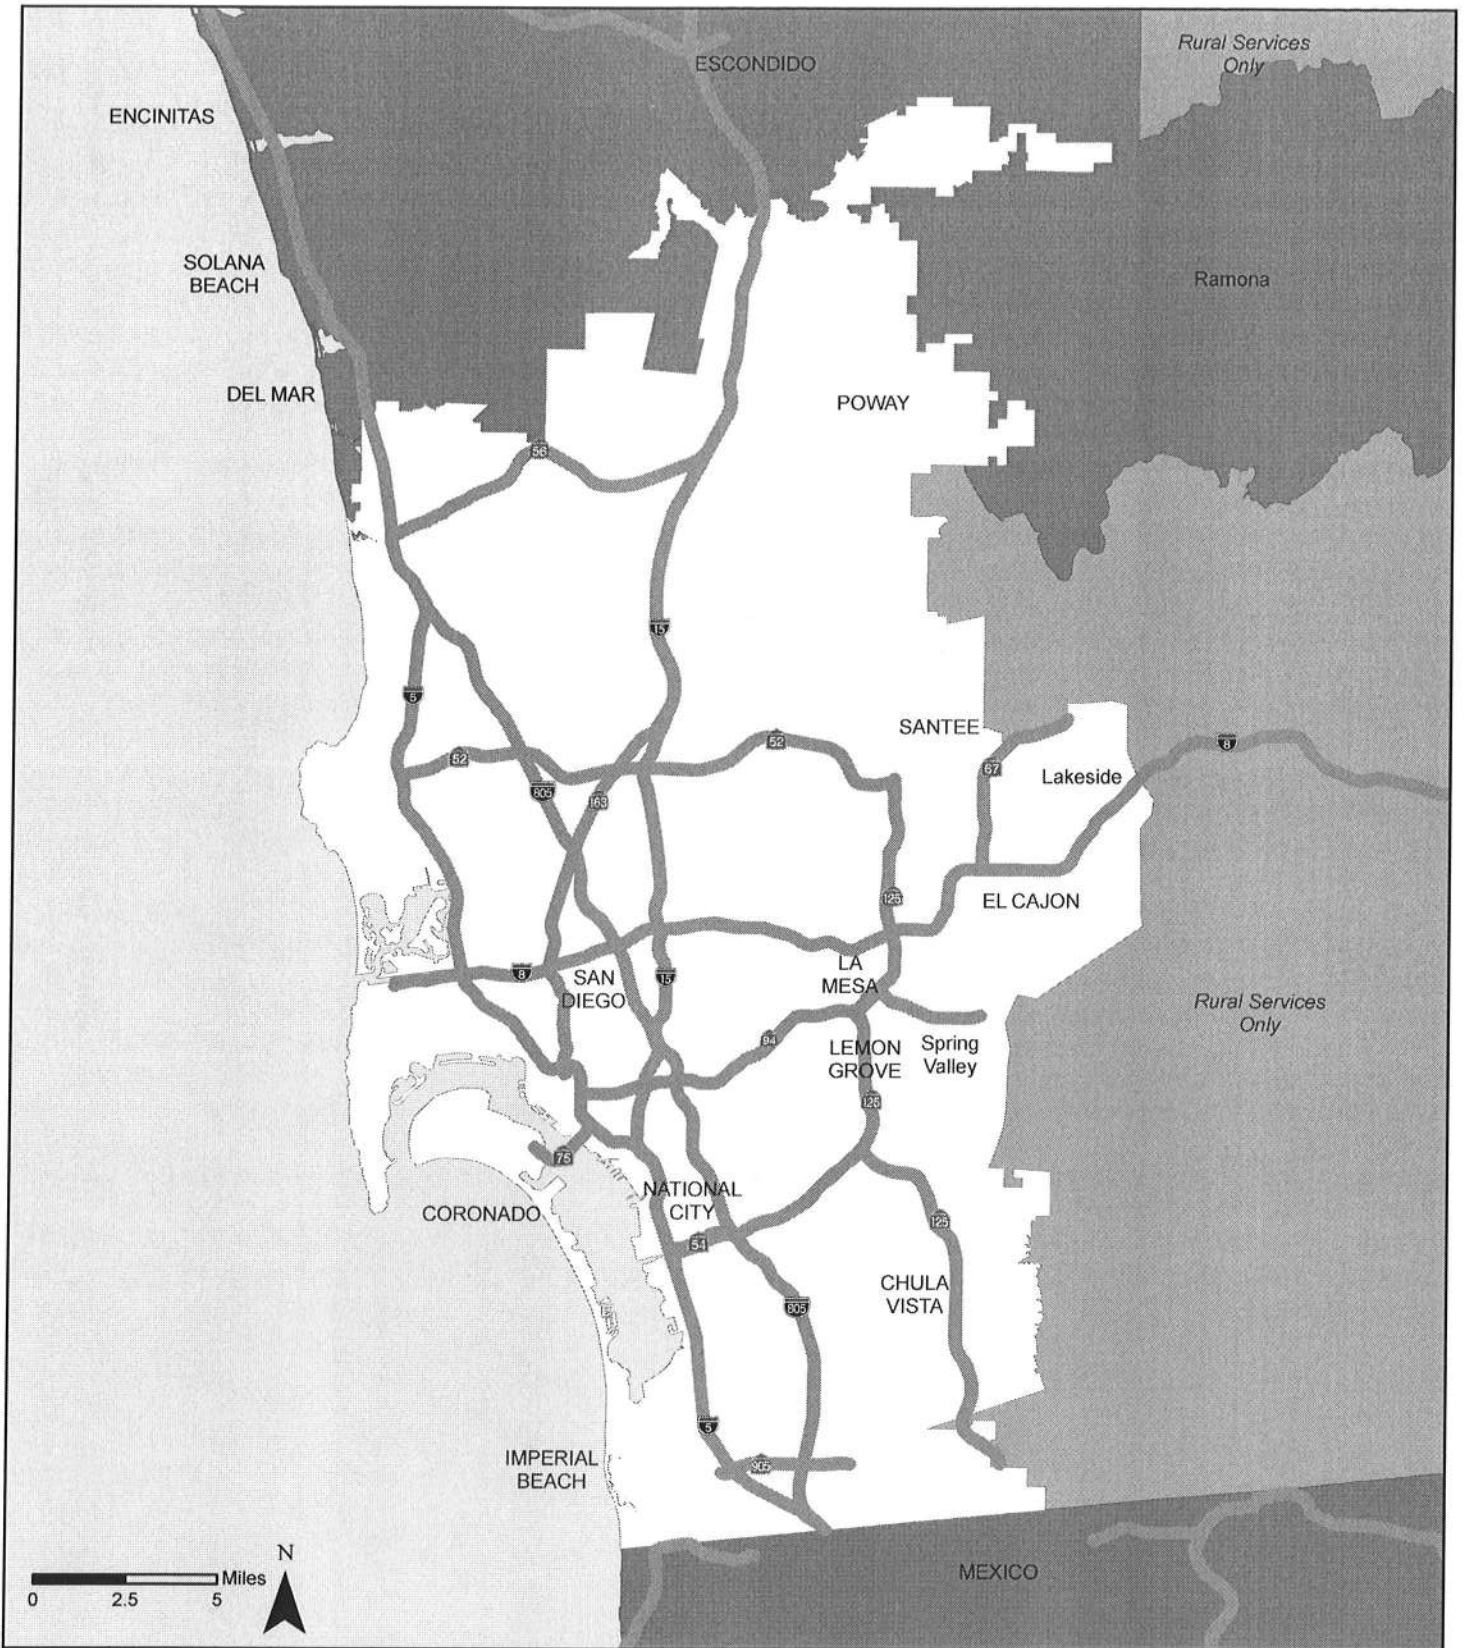 Rural Services
Only
ESCONDIDO
ENCINITAS
SOLANA
BEACH
Ramona
DEL MAR
POWAY
56
15
5
SANTEE
52
52
8
67
Lakeside
805
163
125
EL CAJON
8
SAN
DIEGO
15
LA
MESA
Rural Services
Only
94
LEMON
GROVE
Spring
Valley
125
75
NATIONAL
CITY
CORONADO
125
54
CHULA
VISTA
805
5
905
IMPERIAL
BEACH
MEXICO
N
Miles
0
2.5
5